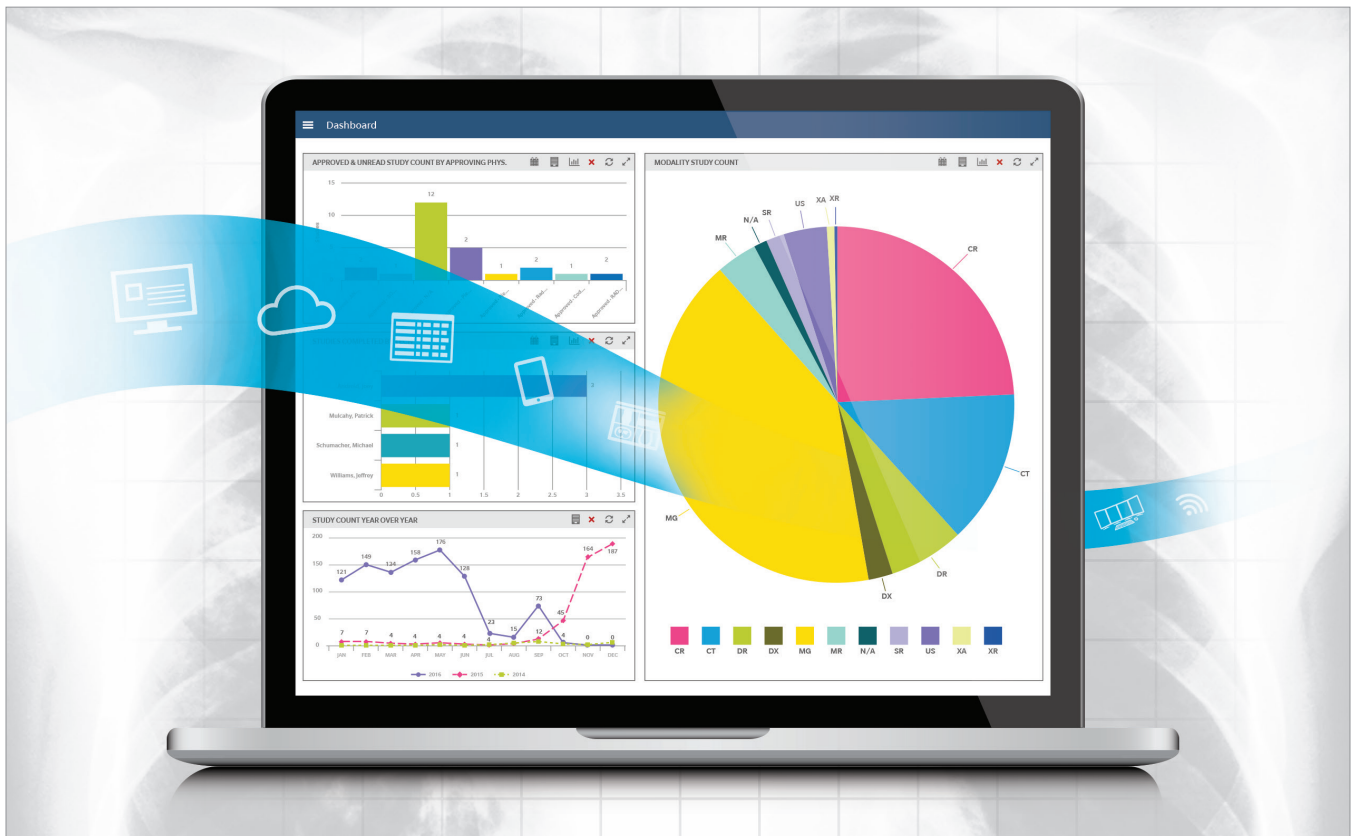 Dashboard
APPROVED & UNREAD STUDY COUNT BY APPROVING PHYS.
15
12
10
2
1
2
1
2
Mulcahy, Patrick
Schumacher, Michael
1
Williams, Jeffrey
1
0 0.5 1 1.5 2 2.5 3 3.5
STUDY COUNT YEAR OVER YEAR
200
150
100
50
0
121 149 134 158 176 128 23 15 73 4 0 0
7 7 4 4 4 4 4 12 45 164 187
JAN FEB MAR APR MAY JUN JUL AUG SEP OCT NOV DEC
2016 2015 2014
MODALITY STUDY COUNT
MR
N/A
SR
US
XA
XR
CR
CT
DR
DX
MG
CR CT DR DX MG MR N/A SR US XA XR